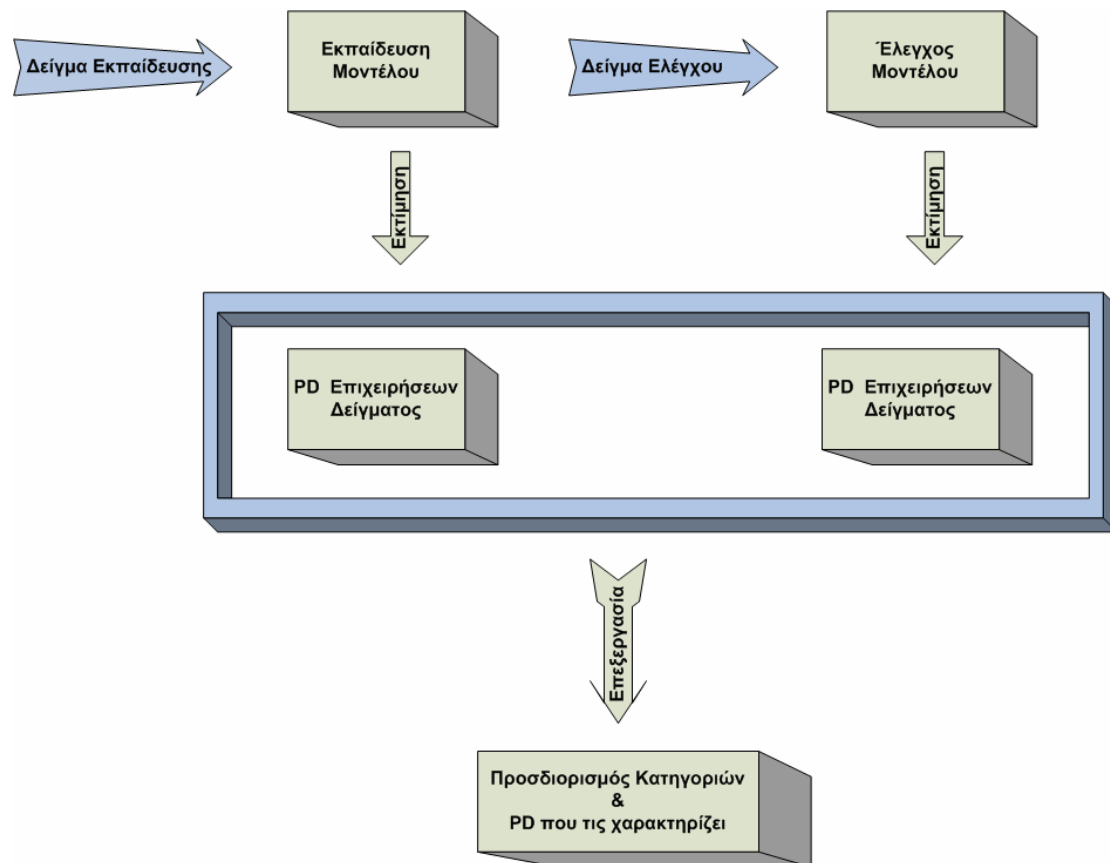 Δείγμα Εκπαίδευσης
Εκπαίδευση
Μοντέλου
Δείγμα Ελέγχου
Έλεγχος
Μοντέλου
Εκτίμηση
Εκτίμηση
PD Επιχειρήσεων
Δείγματος
PD Επιχειρήσεων
Δείγματος
Επεξεργασία
Προσδιορισμός Κατηγοριών
&
PD που τις χαρακτηρίζει